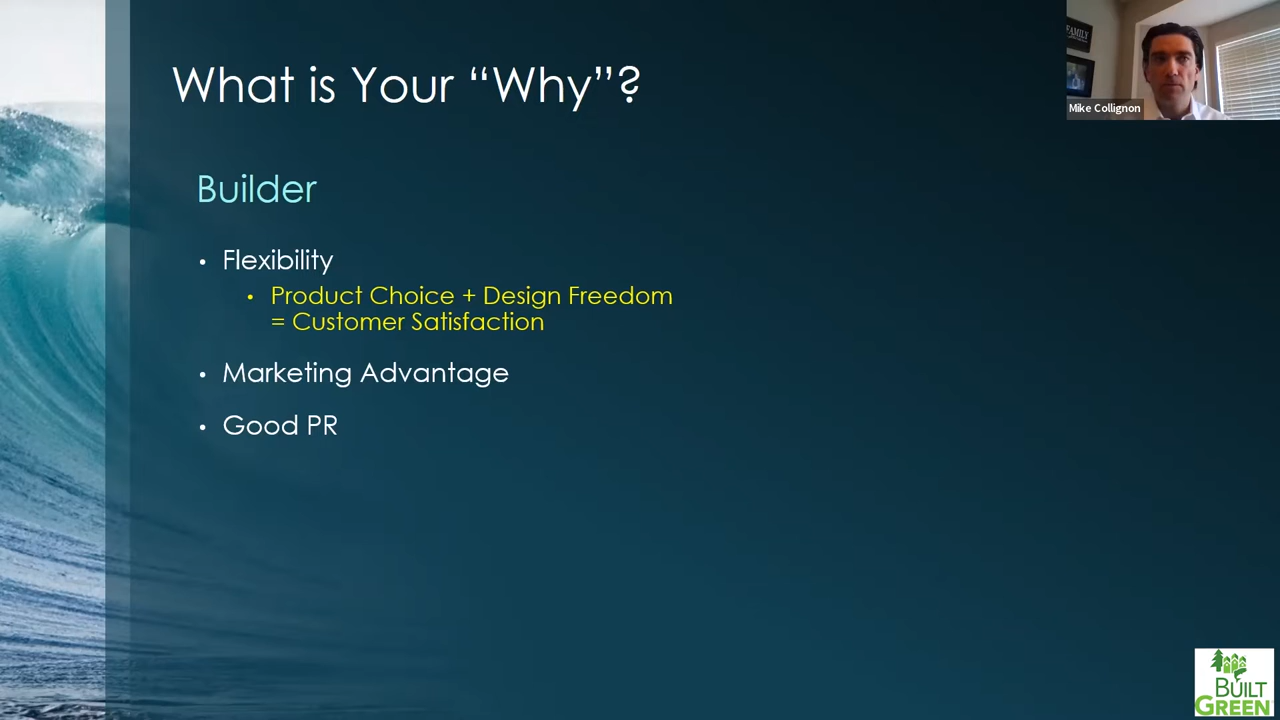 What is Your “Why”?
FAMILY
Mike Collignon
Builder
• Flexibility
• Product Choice + Design Freedom
= Customer Satisfaction
• Marketing Advantage
• Good PR
BUILT
GREEN